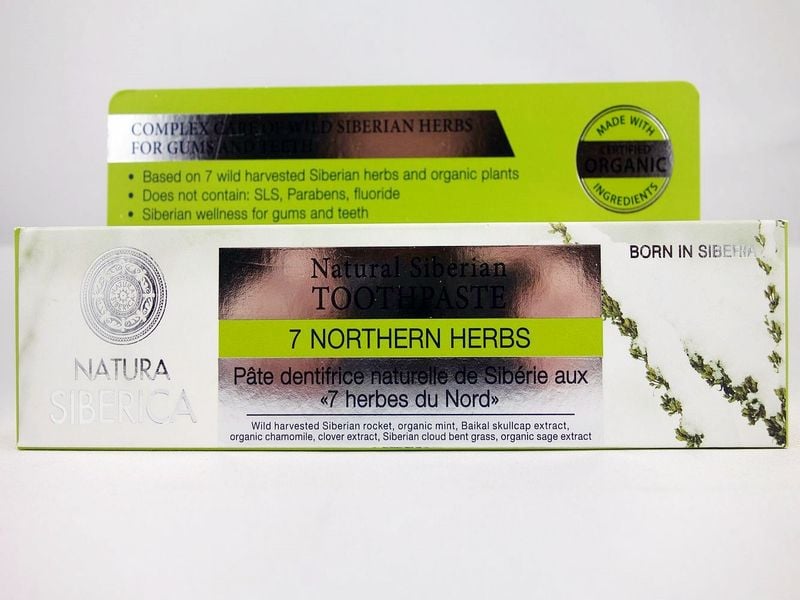 COMPLEX CARE OF WILD SIBERIAN HERBS
FOR GUMS AND TEETH
• Based on 7 wild harvested Siberian herbs and organic plants
• Does not contain: SLS, Parabens, fluoride
• Siberian wellness for gums and teeth
MADE WITH
CERTIFIED
ORGANIC
INGREDIENTS
NATURA
SIBERICA
Natural Siberian
TOOTHPASTE
7 NORTHERN HERBS
Pâte dentifrice naturelle de Sibérie aux
«7 herbes du Nord»
Wild harvested Siberian rocket, organic mint, Baikal skullcap extract,
organic chamomile, clover extract, Siberian cloud bent grass, organic sage extract
BORN IN SIBERIA